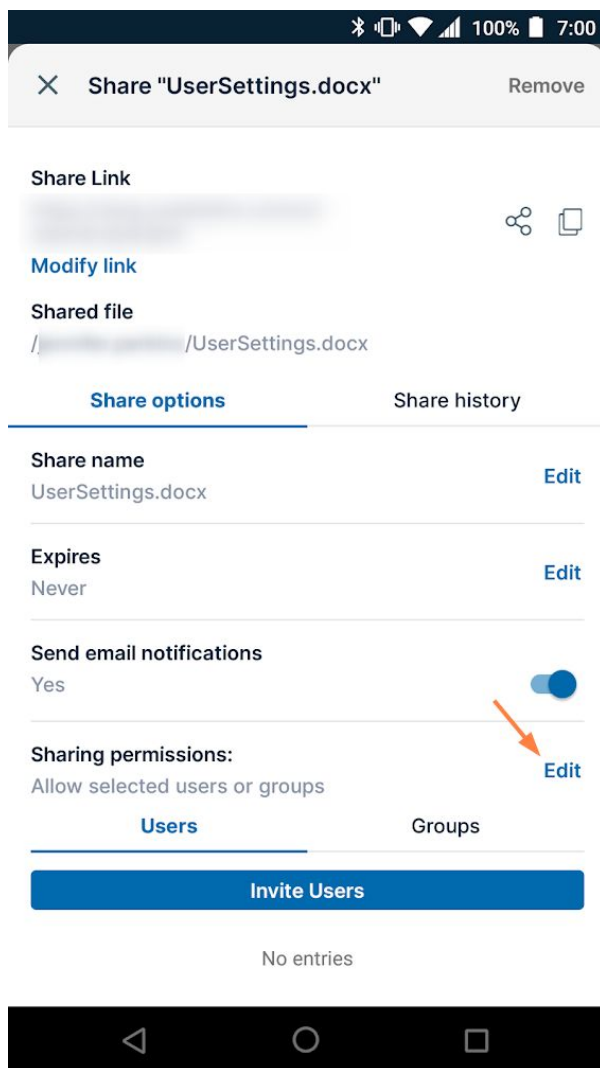 100% 7:00
Share "UserSettings.docx" Remove
Share Link
Modify link
Shared file
/ /UserSettings.docx
Share options Share history
Share name
UserSettings.docx
Edit
Expires
Never
Edit
Send email notifications
Yes
Sharing permissions:
Allow selected users or groups
Edit
Users Groups
Invite Users
No entries